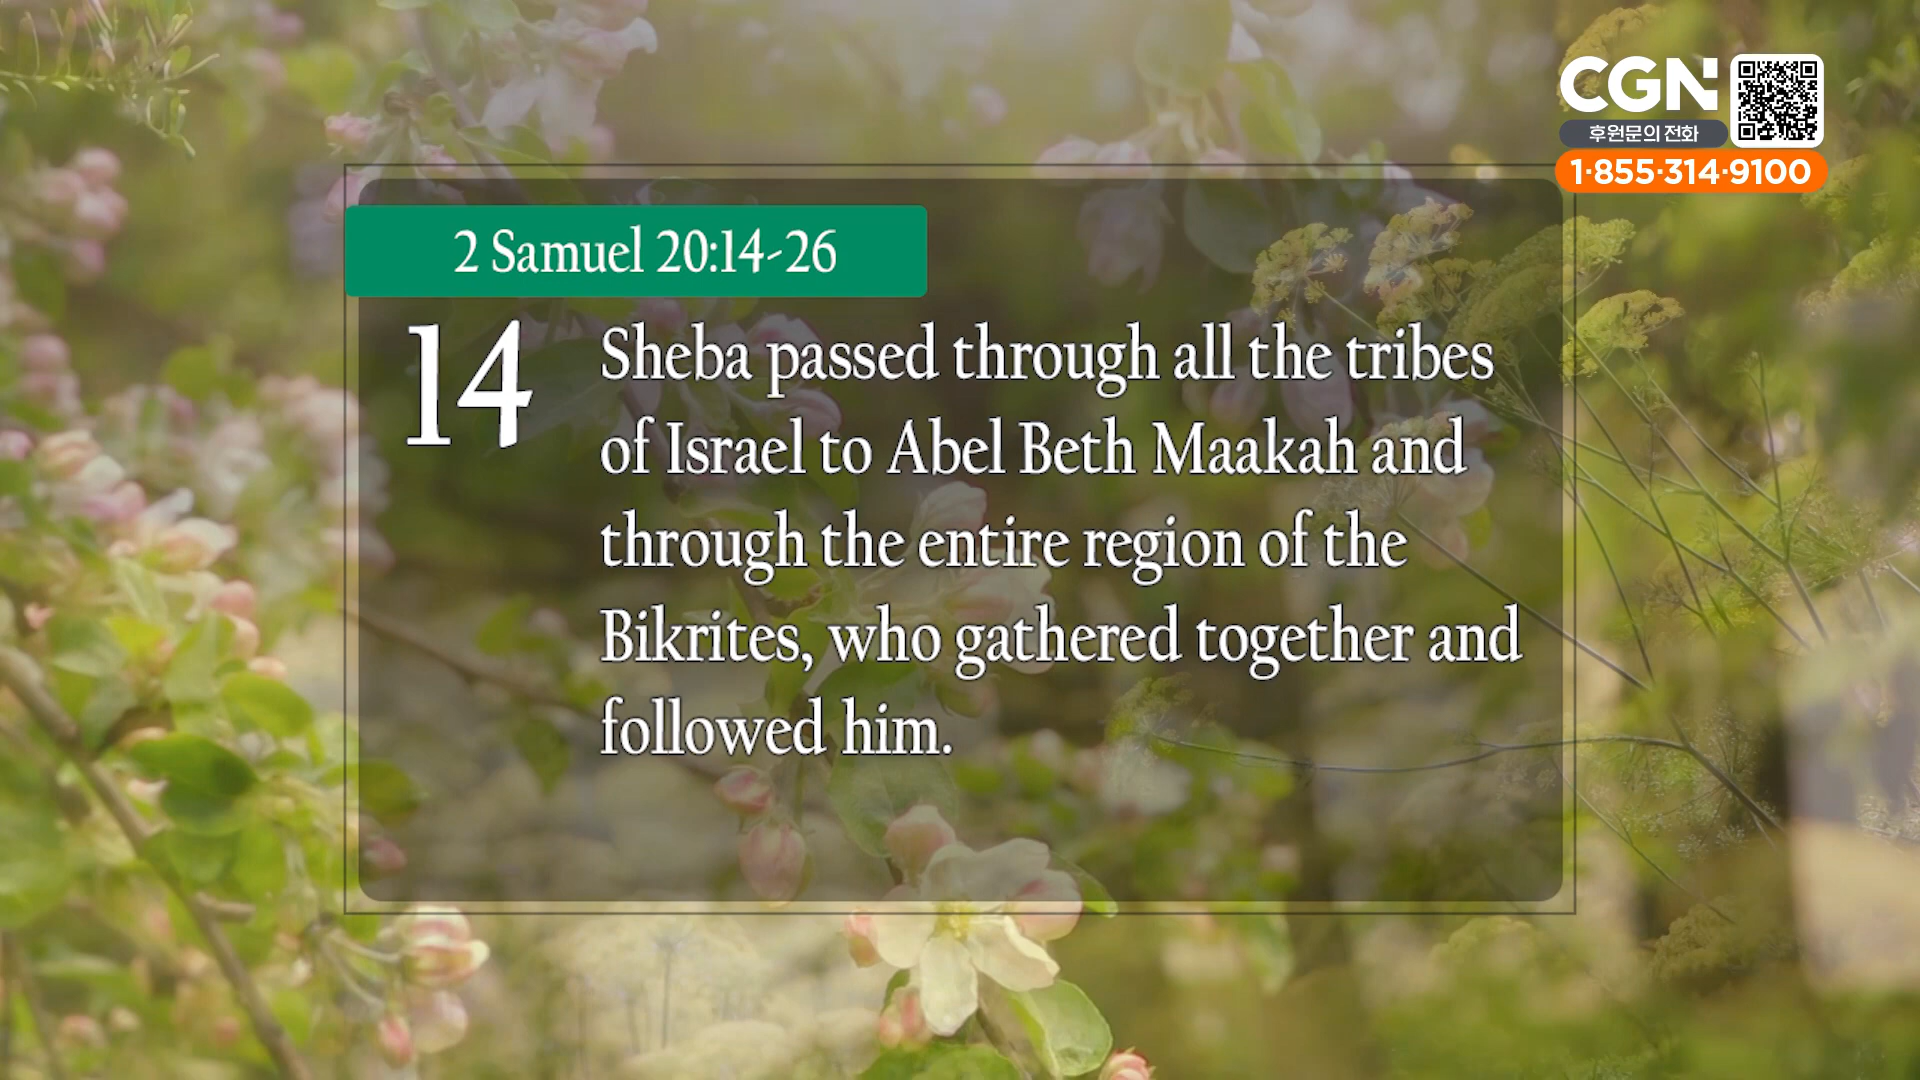 CGN
후원문의 전화
1·855·314·9100
2 Samuel 20:14-26
14
Sheba passed through all the tribes
of Israel to Abel Beth Maakah and
through the entire region of the
Bikrites, who gathered together and
followed him.